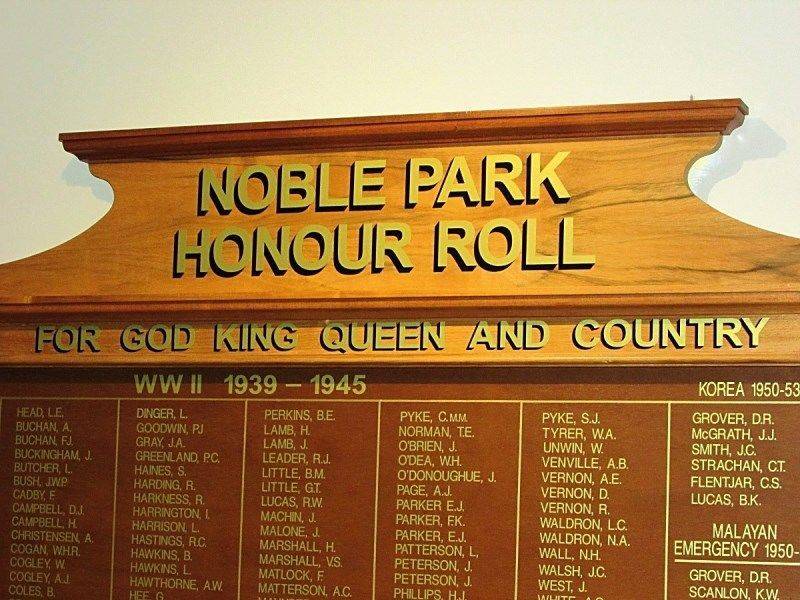 NOBLE PARK
HONOUR ROLL
FOR GOD KING QUEEN AND COUNTRY
WW II 1939 - 1945
HEAD, L.E.
BUCHAN, A.
BUCHAN, F.J.
BUCKINGHAM, J.
BUTCHER, L.
BUSH, J.W.P.
CADBY, F.
CAMPBELL, D.J.
CAMPBELL, H.
CHRISTENSEN, A.
COGAN, W.H.R.
COGLEY, W.
COGLEY, A.J.
COLES, B.
DINGER, L.
GOODWIN, P.J
GRAY, J.A.
GREENLAND, P.C.
HAINES, S.
HARDING, R.
HARKNESS, R.
HARRINGTON, I.
HARRISON, L.
HASTINGS, R.C.
HAWKINS, B.
HAWKINS, L.
HAWTHORNE, A.W.
HEE, G.
PERKINS, B.E.
LAMB, H.
LAMB, J.
LEADER, R.J.
LITTLE, B.M.
LITTLE, G.T.
LUCAS, R.W.
MACHIN, J.
MALONE, J.
MARSHALL, H.
MARSHALL, V.S.
MATLOCK, F.
MATTERSON, A.C.
PYKE, C.M.M.
NORMAN, T.E.
O'BRIEN, J.
O'DEA, W.H.
O'DONOUGHUE, J.
PAGE, A.J.
PARKER E.J.
PARKER, F.K.
PARKER, E.J.
PATTERSON, L,
PETERSON, J.
PETERSON, J.
PHILLIPS, H.J.
PYKE, S.J.
TYRER, W.A.
UNWIN, W.
VENVILLE, A.B.
VERNON, A.E.
VERNON, D.
VERNON, R.
WALDRON, L.C.
WALDRON, N.A.
WALL, N.H.
WALSH, J.C.
WEST, J.
KOREA 1950-53
GROVER, D.R.
McGRATH, J.J.
SMITH, J.C.
STRACHAN, C.T.
FLENTJAR, C.S.
LUCAS, B.K.
MALAYAN
EMERGENCY 1950-
GROVER, D.R.
SCANLON, K.W.